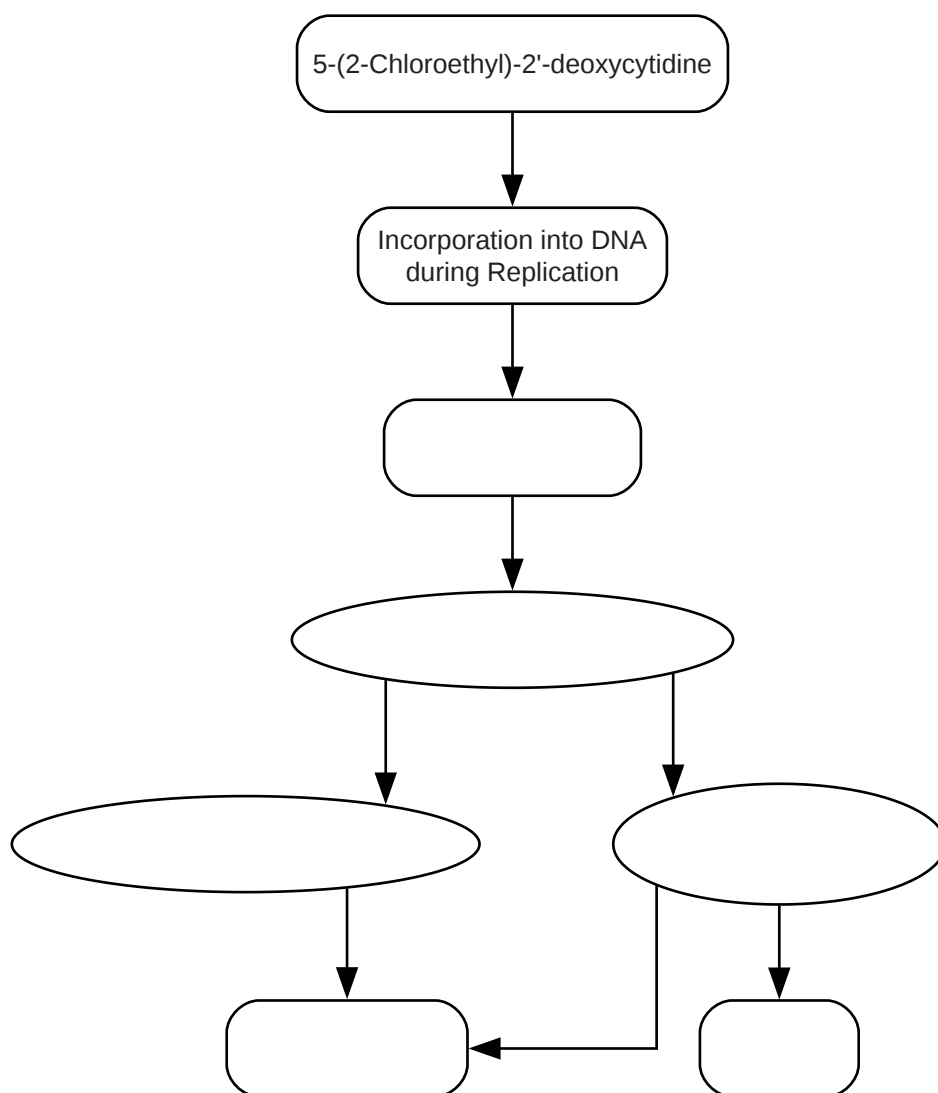 5-(2-Chloroethyl)-2'-deoxycytidine
Incorporation into DNA
during Replication